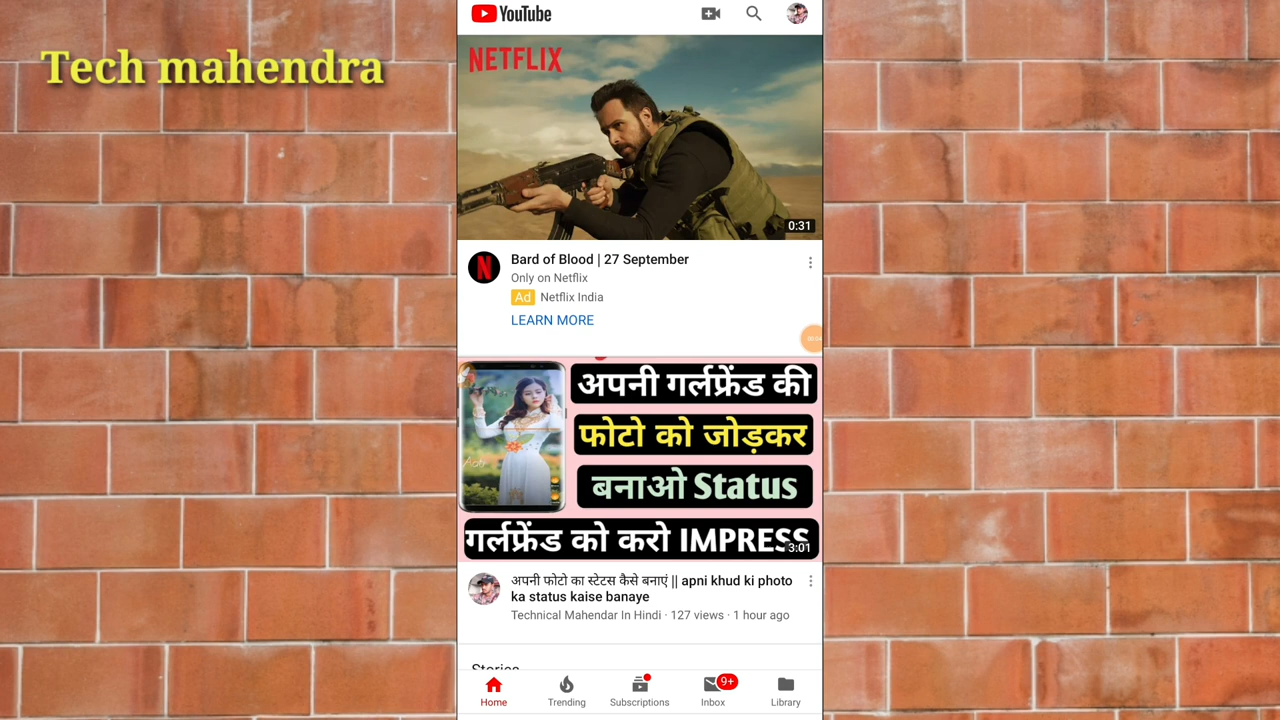 Tech mahendra
YouTube
NETFLIX
0:31
Bard of Blood | 27 September
Only on Netflix
Ad Netflix India
LEARN MORE
अपनी गर्लफ्रेंड की
फोटो को जोड़कर
बनाओ Status
गर्लफ्रेंड को करो IMPRESS
3:01
अपनी फोटो का स्टेटस कैसे बनाएं || apni khud ki photo
ka status kaise banaye
Technical Mahendar In Hindi · 127 views · 1 hour ago
Stories
9+
Home Trending Subscriptions Inbox Library